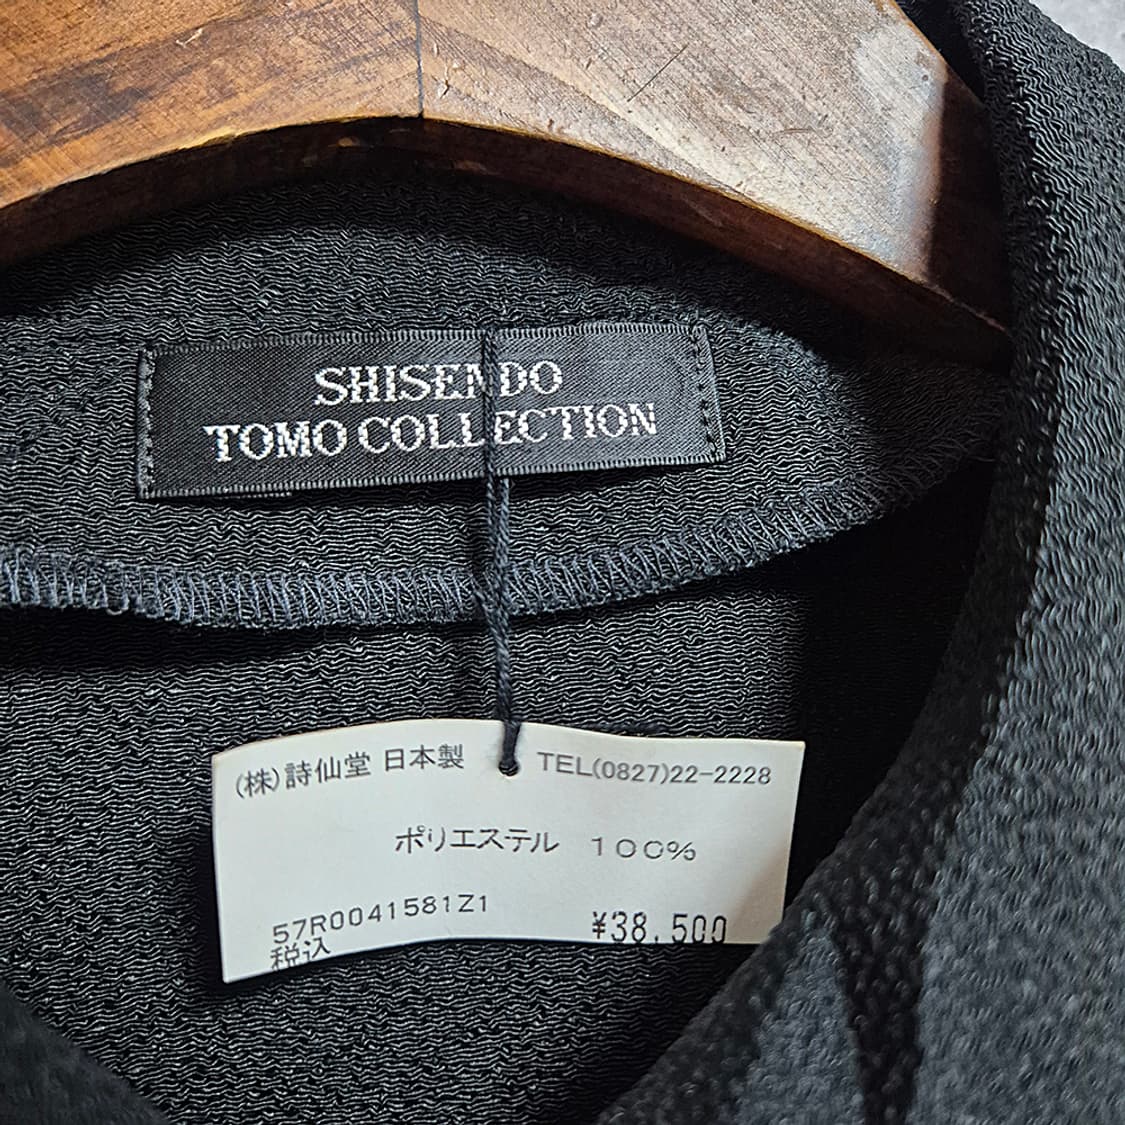 SHISENDO
TOMO COLLECTION
(株)詩仙堂 日本製 TEL(0827)22-2228
ポリエステル 100%
57R0041581Z1
税込 ¥38,500